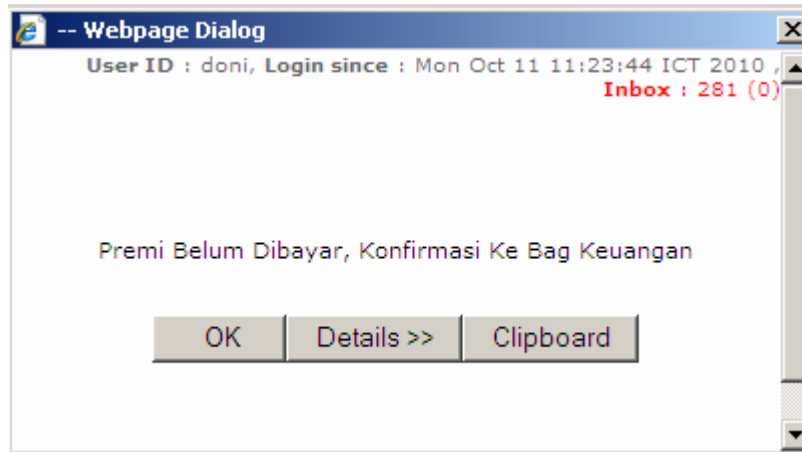 -- Webpage Dialog
User ID : doni, Login since : Mon Oct 11 11:23:44 ICT 2010 ,
Inbox : 281 (0)
Premi Belum Dibayar, Konfirmasi Ke Bag Keuangan
OK Details >> Clipboard